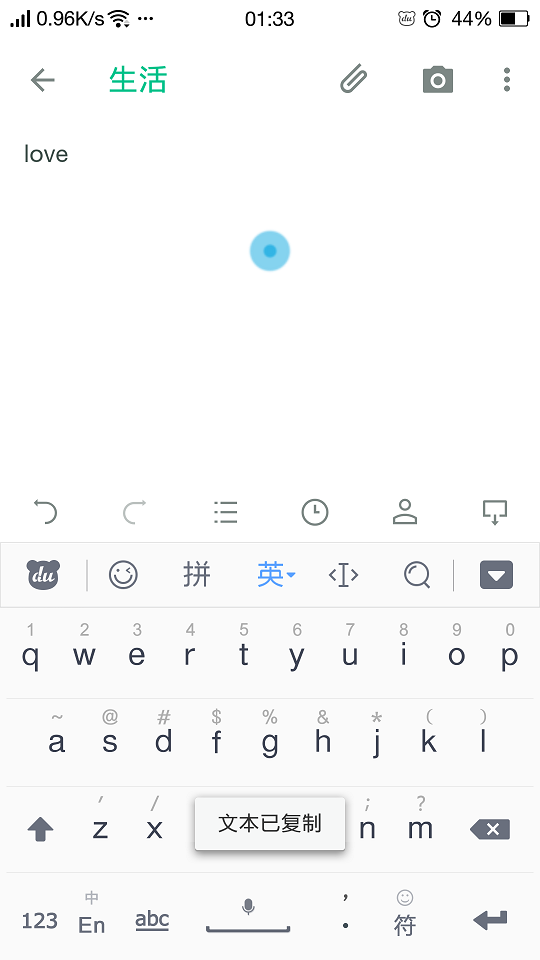 0.96K/s 01:33 du 44%
生活
love
du 拼 英
1 2 3 4 5 6 7 8 9 0
q w e r t y u i o p
~ @ # $ % & * ( )
a s d f g h j k l
' / ; ?
z x 文本已复制 n m
中 ,
123 En abc . 符